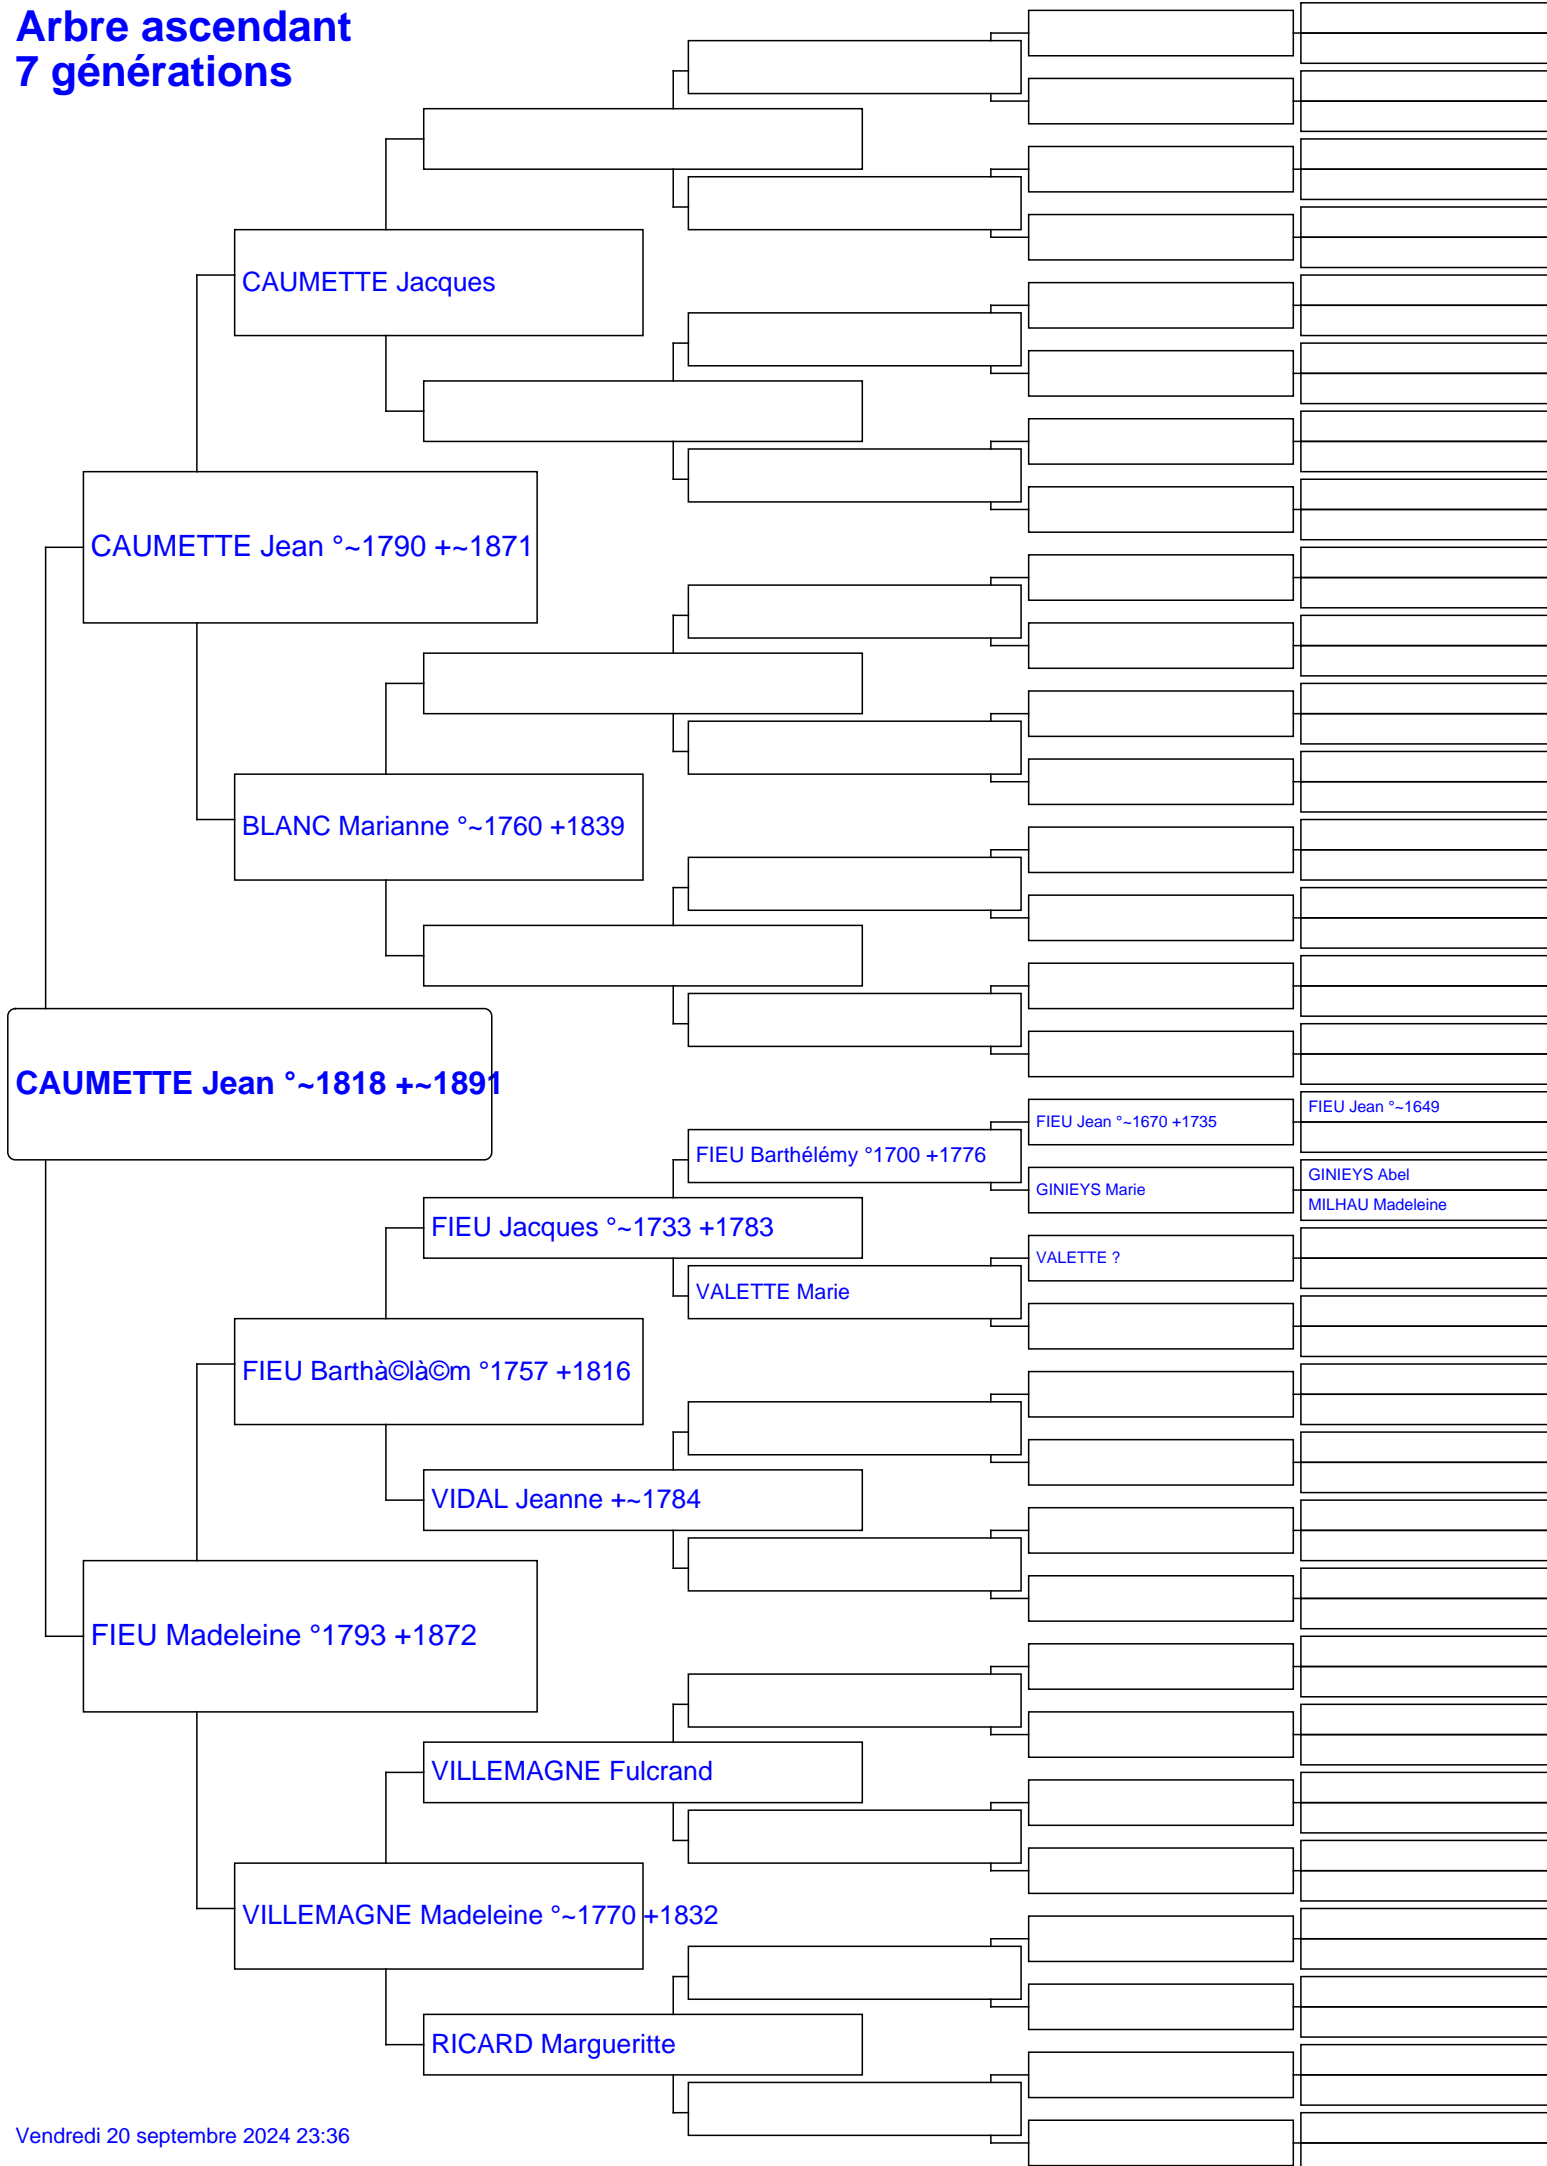 Arbre ascendant
7 générations
CAUMETTE Jacques
CAUMETTE Jean °~1790 +~1871
BLANC Marianne °~1760 +1839
CAUMETTE Jean °~1818 +~1891
FIEU Jean °~1649
FIEU Jean °~1670 +1735
FIEU Barthélémy °1700 +1776
GINIEYS Abel
GINIEYS Marie
MILHAU Madeleine
FIEU Jacques °~1733 +1783
VALETTE ?
VALETTE Marie
FIEU Barthà©là©m °1757 +1816
VIDAL Jeanne +~1784
FIEU Madeleine °1793 +1872
VILLEMAGNE Fulcrand
VILLEMAGNE Madeleine °~1770 +1832
RICARD Margueritte
Vendredi 20 septembre 2024 23:36